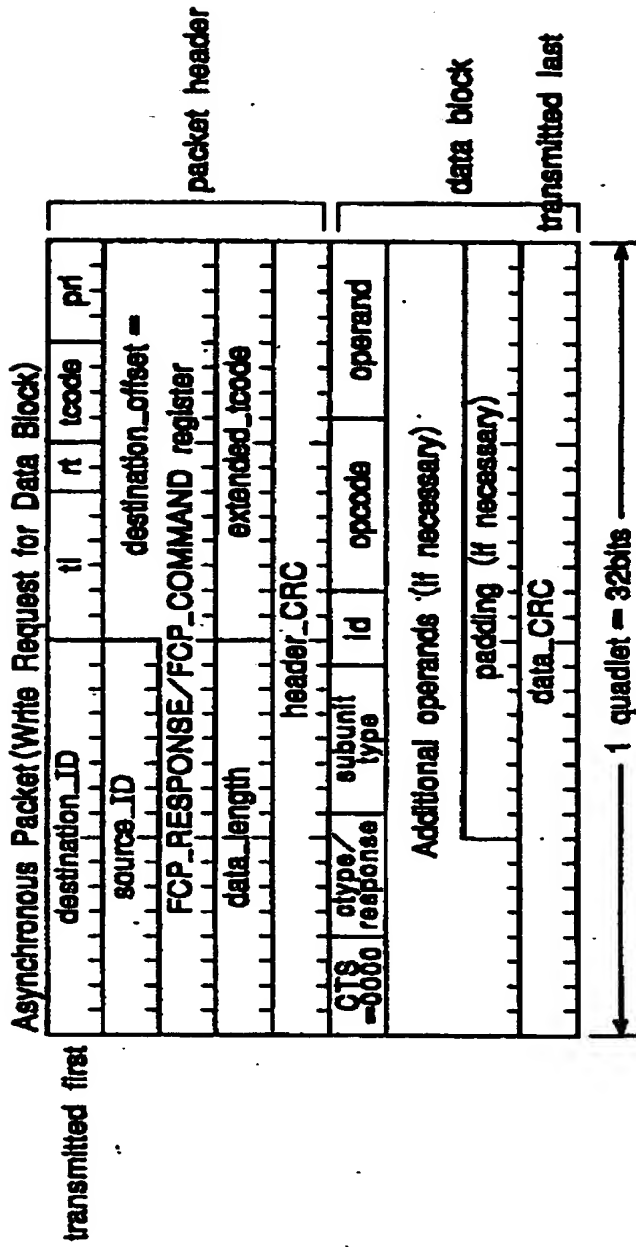 Asynchronous Packet (Write Request for Data Block)
transmitted first
destination_ID tl rt tcode pri
source_ID destination_offset =
FCP_RESPONSE/FCP_COMMAND register
data_length extended_tcode
header_CRC
packet header
CTS =0000 ctype/ response subunit type id opcode operand
Additional operands (if necessary)
padding (if necessary)
data_CRC
data block
transmitted last
1 quadlet = 32bits